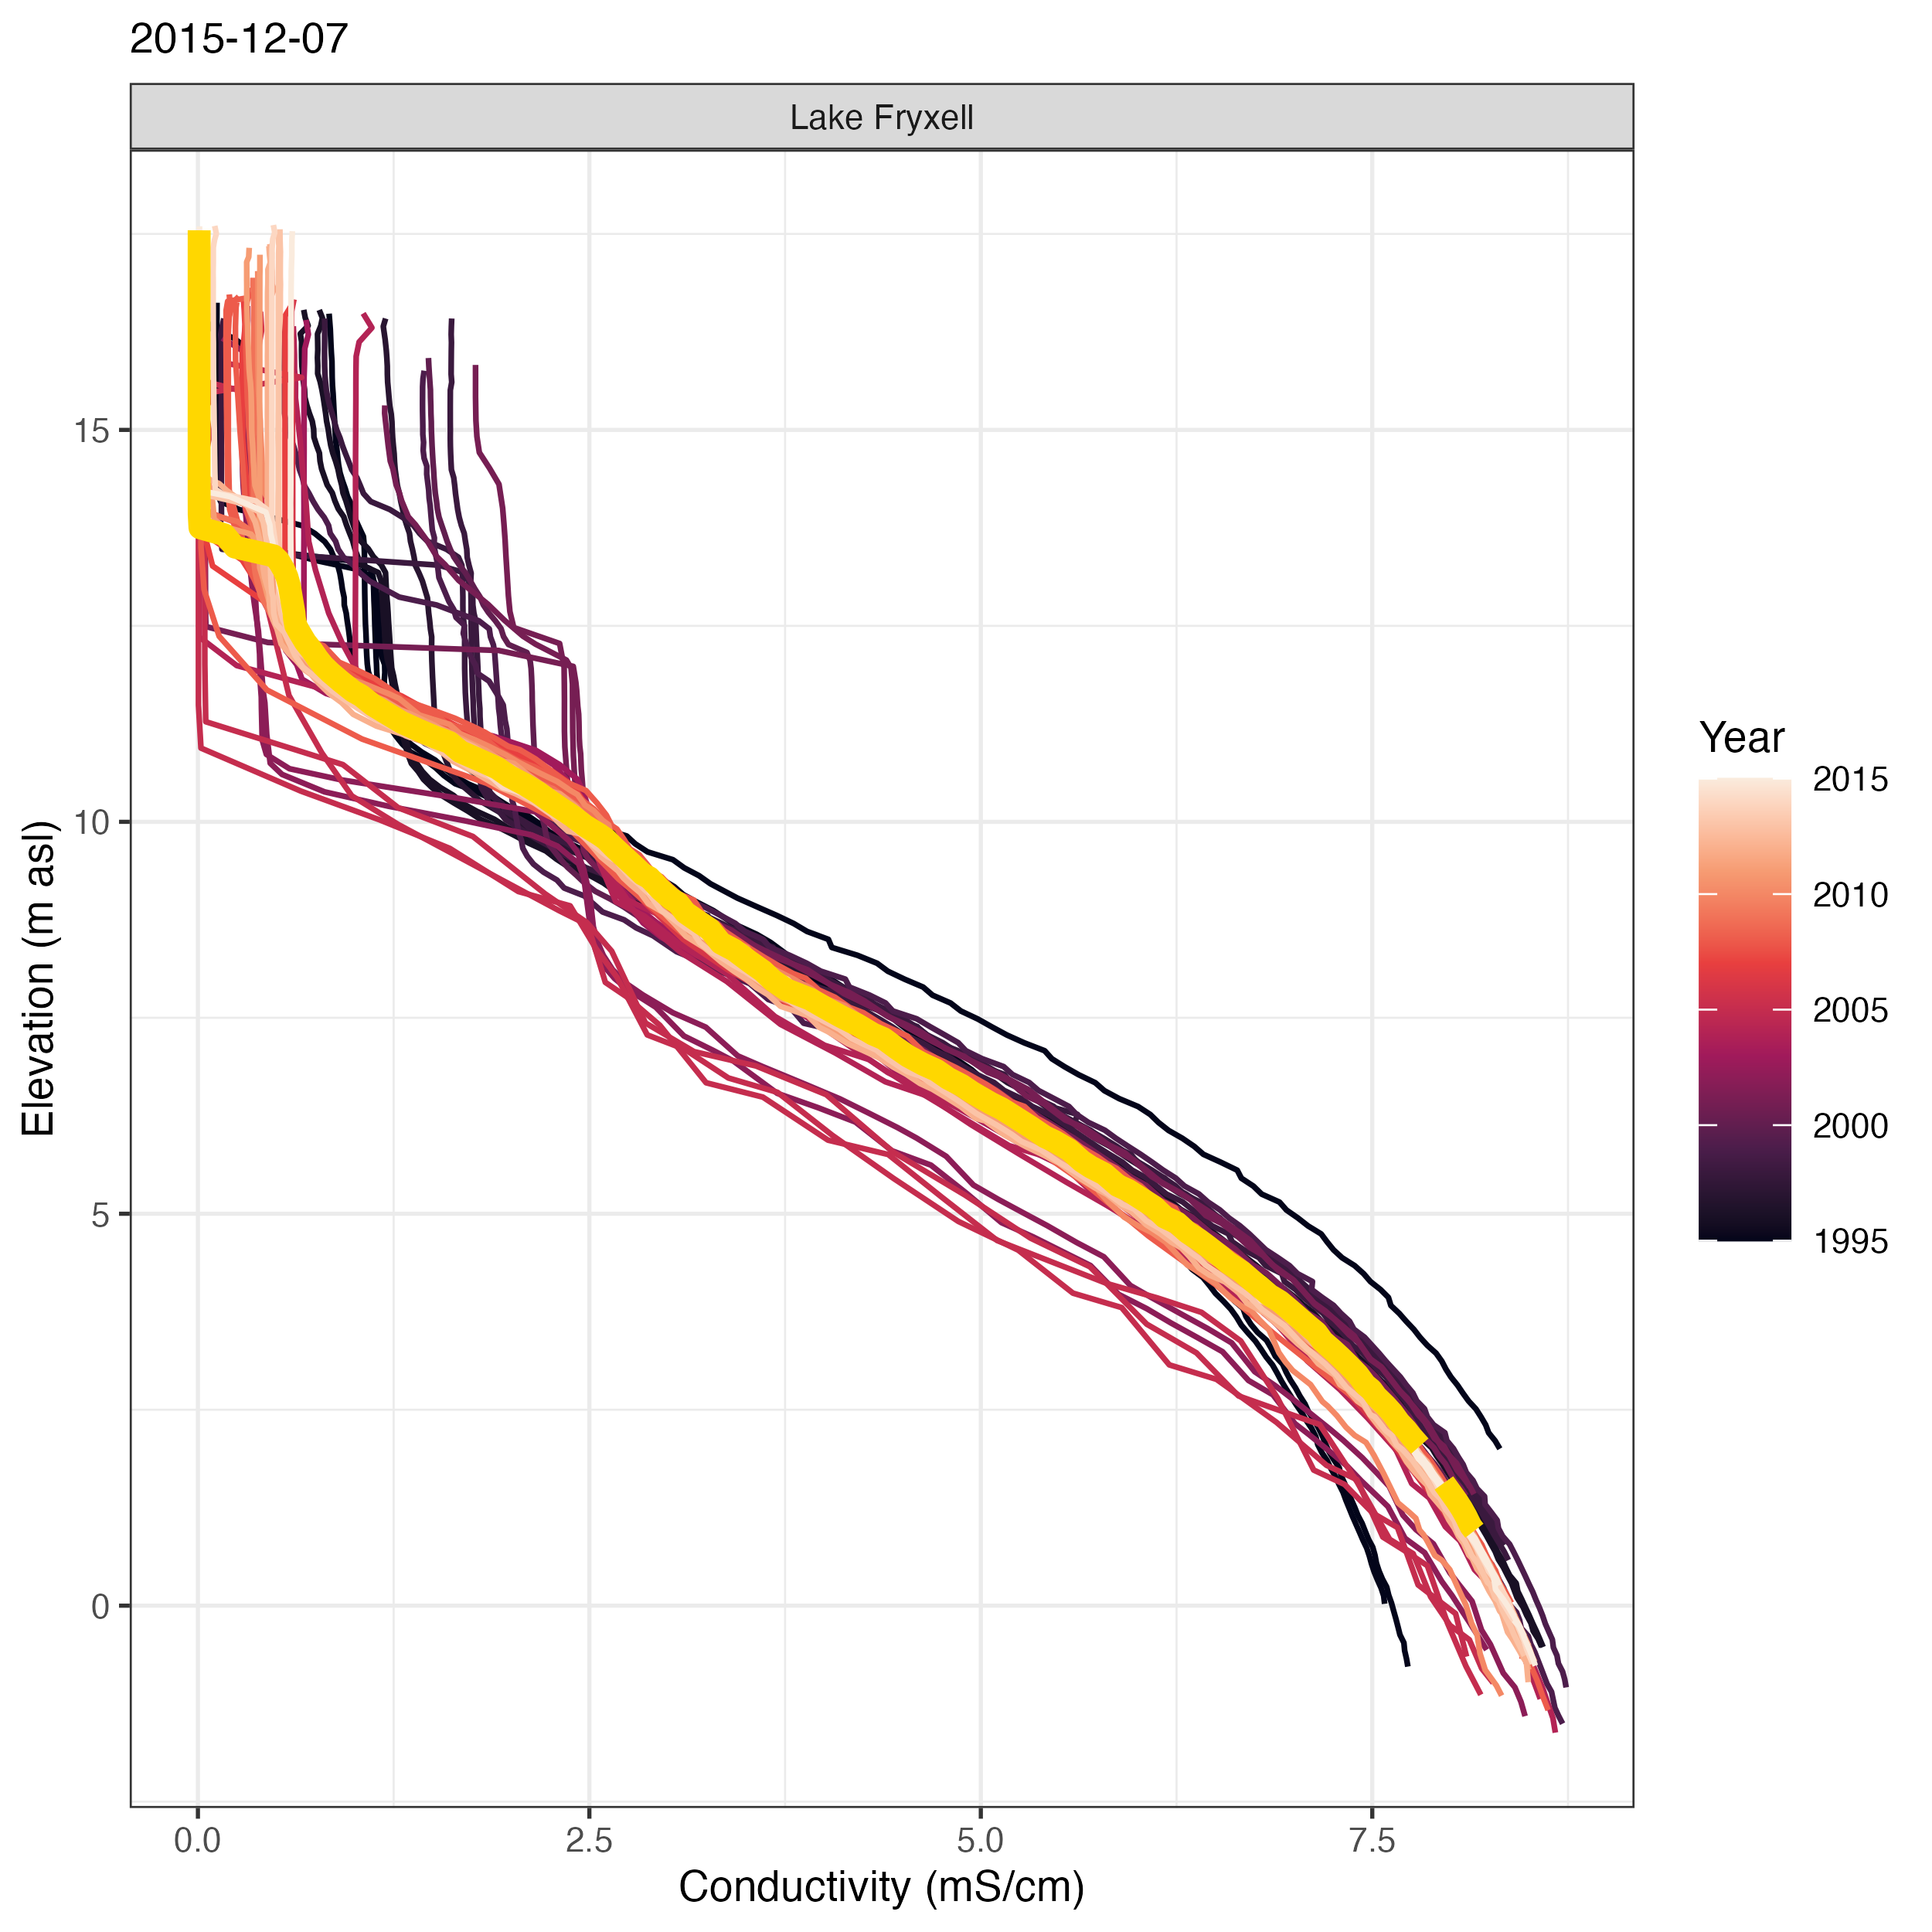 2015-12-07
Lake Fryxell
15
10
5
0
Elevation (m asl)
0.0 2.5 5.0 7.5
Conductivity (mS/cm)
Year
2015
2010
2005
2000
1995